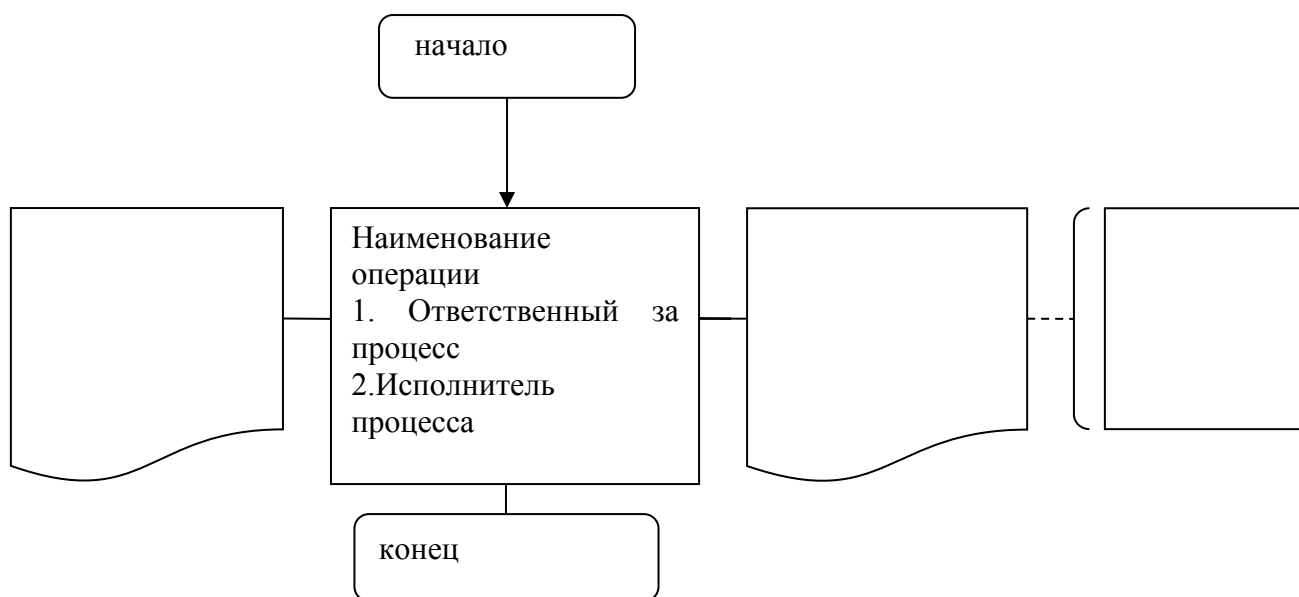 начало
Наименование
операции
1. Ответственный за
процесс
2.Исполнитель
процесса
конец